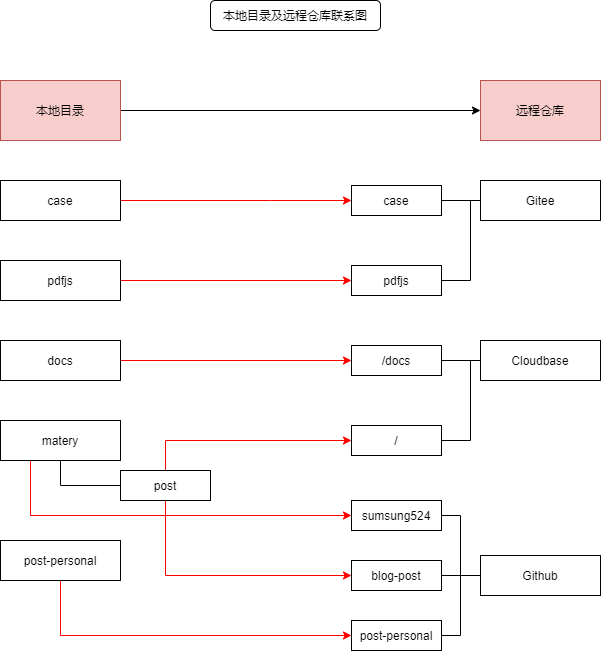 本地目录及远程仓库联系图
本地目录
远程仓库
case
case
Gitee
pdfjs
pdfjs
docs
/docs
Cloudbase
matery
/
post
sumsung524
post-personal
blog-post
Github
post-personal